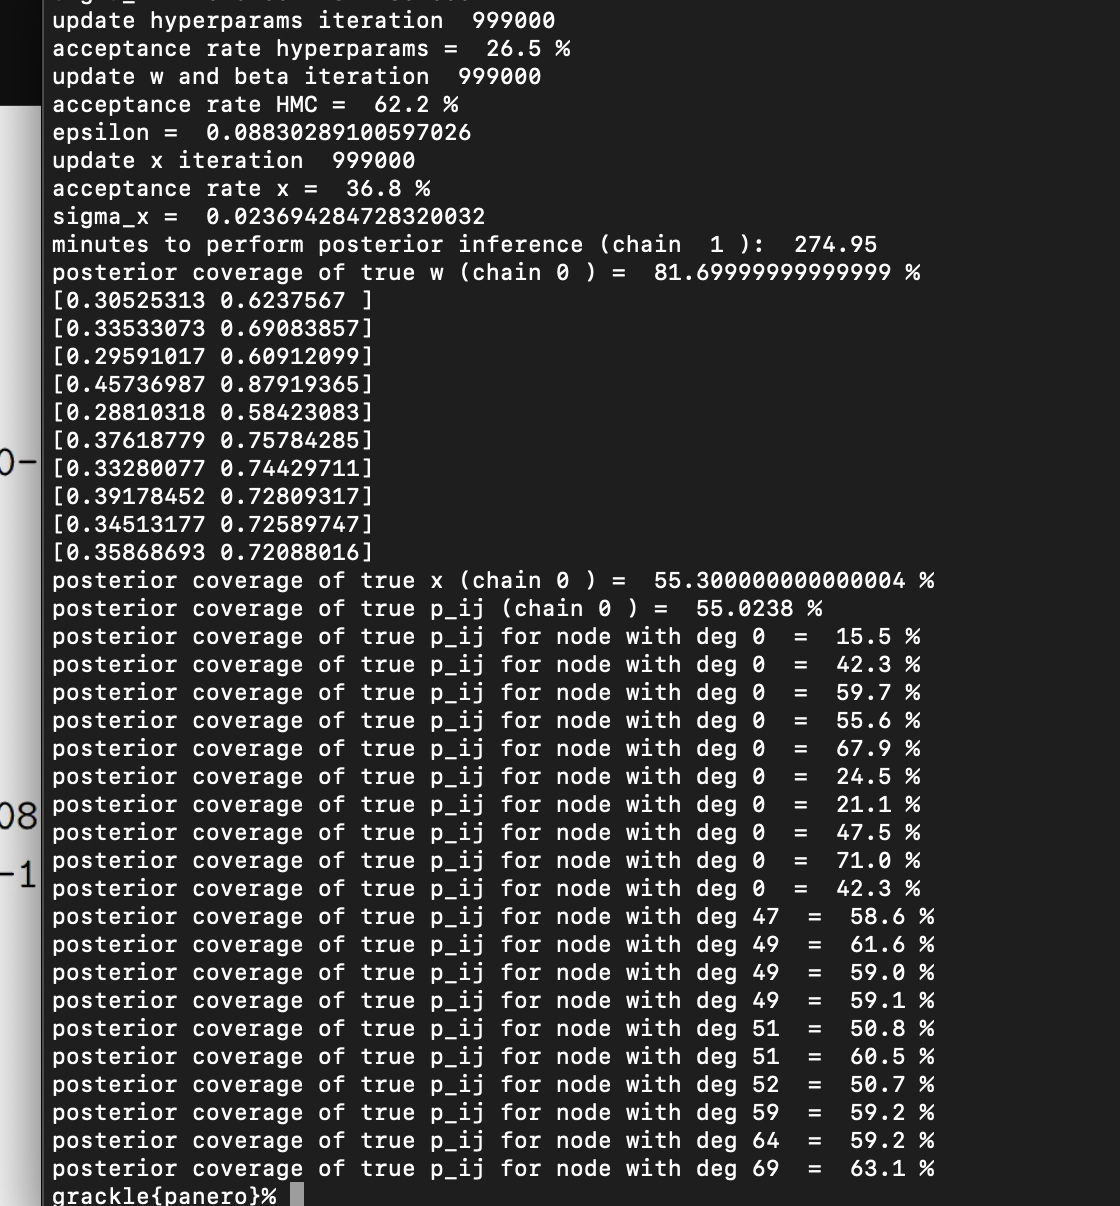 update hyperparams iteration  999000
acceptance rate hyperparams =  26.5 %
update w and beta iteration  999000
acceptance rate HMC =  62.2 %
epsilon =  0.08830289100597026
update x iteration  999000
acceptance rate x =  36.8 %
sigma_x =  0.023694284728320032
minutes to perform posterior inference (chain  1 ):  274.95
posterior coverage of true w (chain 0 ) =  81.69999999999999 %
[0.30525313 0.6237567 ]
[0.33533073 0.69083857]
[0.29591017 0.60912099]
[0.45736987 0.87919365]
[0.28810318 0.58423083]
[0.37618779 0.75784285]
[0.33280077 0.74429711]
[0.39178452 0.72809317]
[0.34513177 0.72589747]
[0.35868693 0.72088016]
posterior coverage of true x (chain 0 ) =  55.300000000000004 %
posterior coverage of true p_ij (chain 0 ) =  55.0238 %
posterior coverage of true p_ij for node with deg 0  =  15.5 %
posterior coverage of true p_ij for node with deg 0  =  42.3 %
posterior coverage of true p_ij for node with deg 0  =  59.7 %
posterior coverage of true p_ij for node with deg 0  =  55.6 %
posterior coverage of true p_ij for node with deg 0  =  67.9 %
posterior coverage of true p_ij for node with deg 0  =  24.5 %
posterior coverage of true p_ij for node with deg 0  =  21.1 %
posterior coverage of true p_ij for node with deg 0  =  47.5 %
posterior coverage of true p_ij for node with deg 0  =  71.0 %
posterior coverage of true p_ij for node with deg 0  =  42.3 %
posterior coverage of true p_ij for node with deg 47  =  58.6 %
posterior coverage of true p_ij for node with deg 49  =  61.6 %
posterior coverage of true p_ij for node with deg 49  =  59.0 %
posterior coverage of true p_ij for node with deg 49  =  59.1 %
posterior coverage of true p_ij for node with deg 51  =  50.8 %
posterior coverage of true p_ij for node with deg 51  =  60.5 %
posterior coverage of true p_ij for node with deg 52  =  50.7 %
posterior coverage of true p_ij for node with deg 59  =  59.2 %
posterior coverage of true p_ij for node with deg 64  =  59.2 %
posterior coverage of true p_ij for node with deg 69  =  63.1 %
grackle{panero}%
0-
08
-1